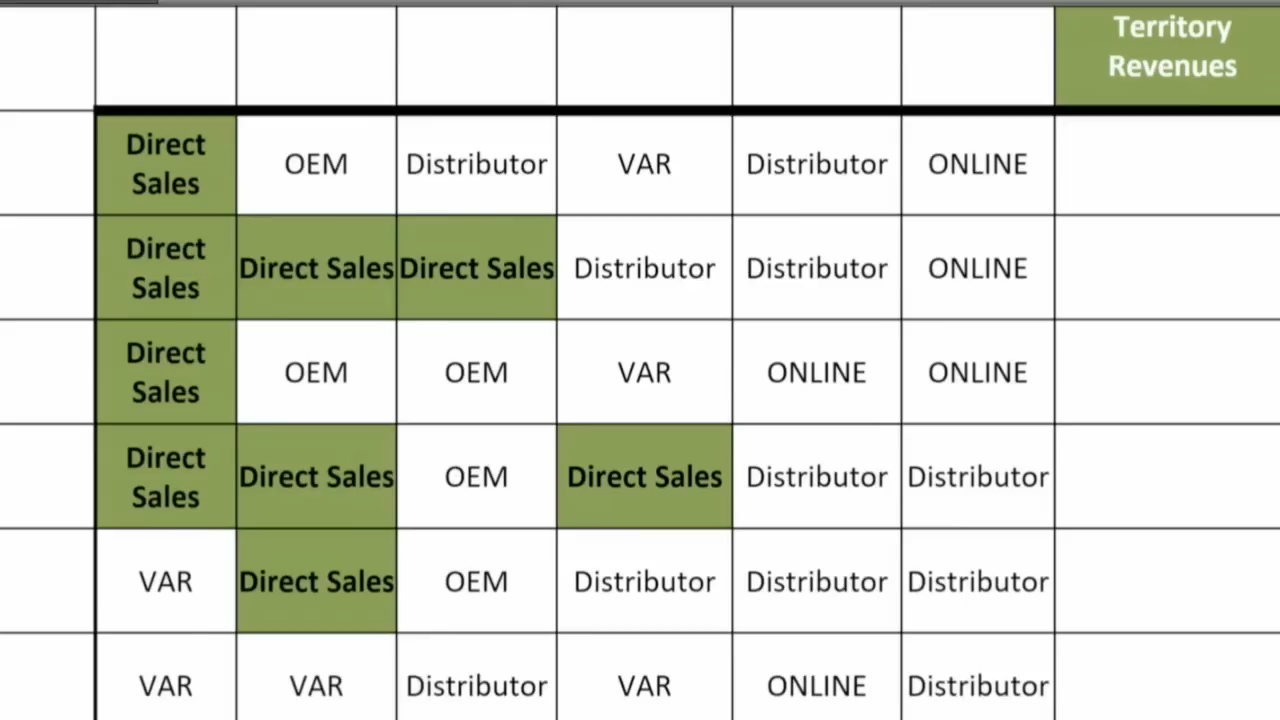 Territory
Revenues
Direct
Sales
OEM
Distributor
VAR
Distributor
ONLINE
Direct
Sales
Direct Sales
Direct Sales
Distributor
Distributor
ONLINE
Direct
Sales
OEM
OEM
VAR
ONLINE
ONLINE
Direct
Sales
Direct Sales
OEM
Direct Sales
Distributor
Distributor
VAR
Direct Sales
OEM
Distributor
Distributor
Distributor
VAR
VAR
Distributor
VAR
ONLINE
Distributor